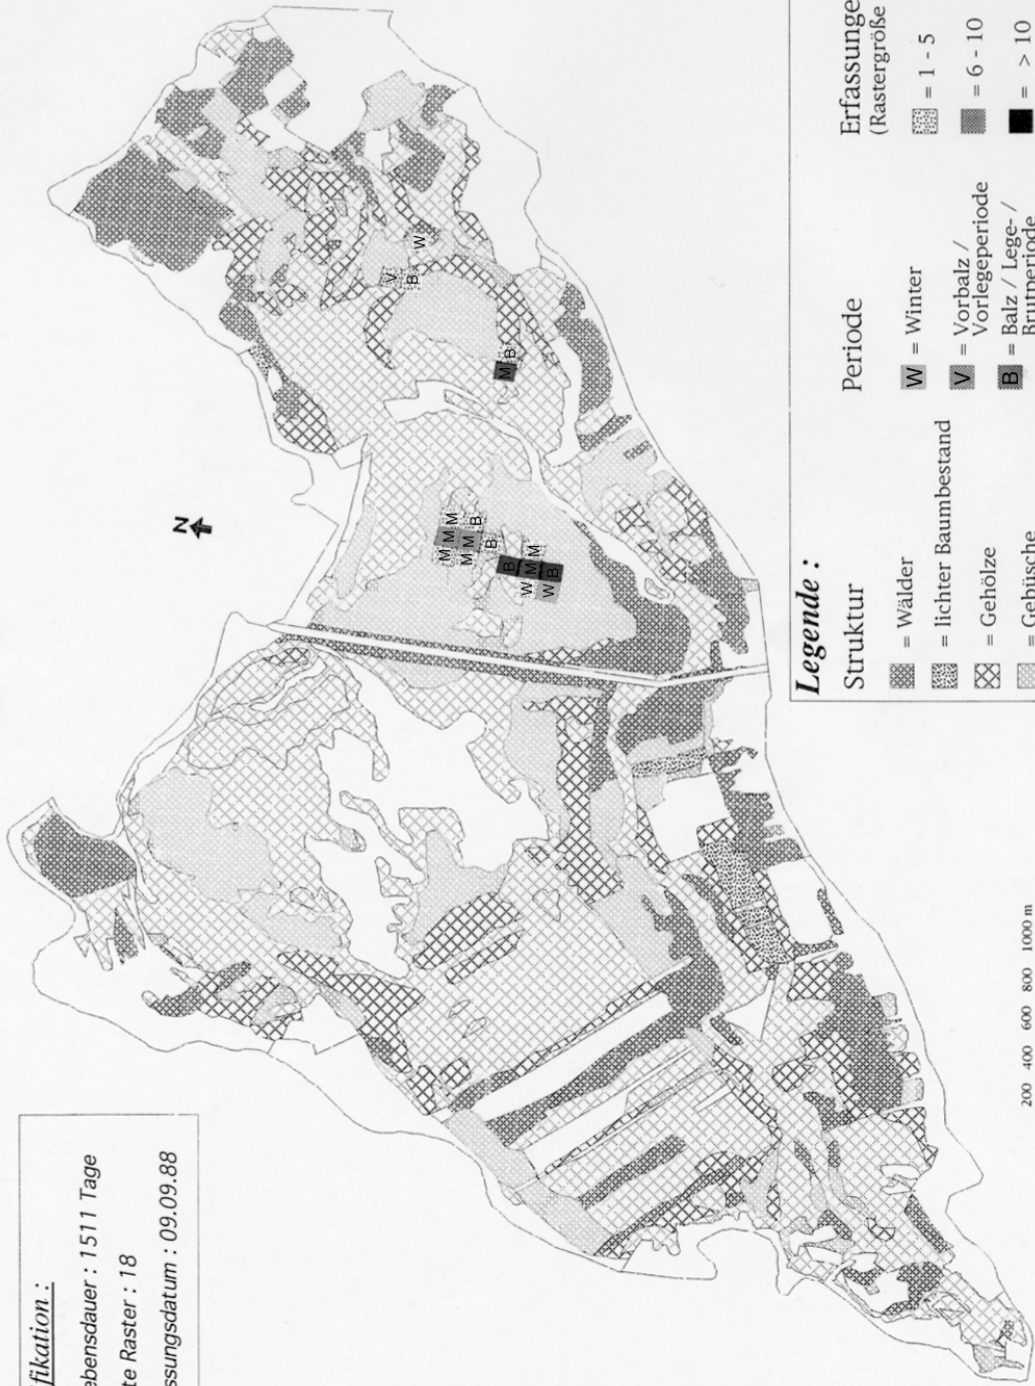 N
fikation :
ebensdauer : 1511 Tage
te Raster : 18
ssungsdatum : 09.09.88
V
B
W
M B
M M M
M M B
B
B
W M M
W B
Legende :
Struktur
= Wälder
= lichter Baumbestand
= Gehölze
= Gebüsche
Periode
W = Winter
V = Vorbalz /
Vorlegeperiode
B = Balz / Lege- /
Brutperiode
Erfassunge
(Rastergröße
= 1 - 5
= 6 - 10
= > 10
200 400 600 800 1000 m